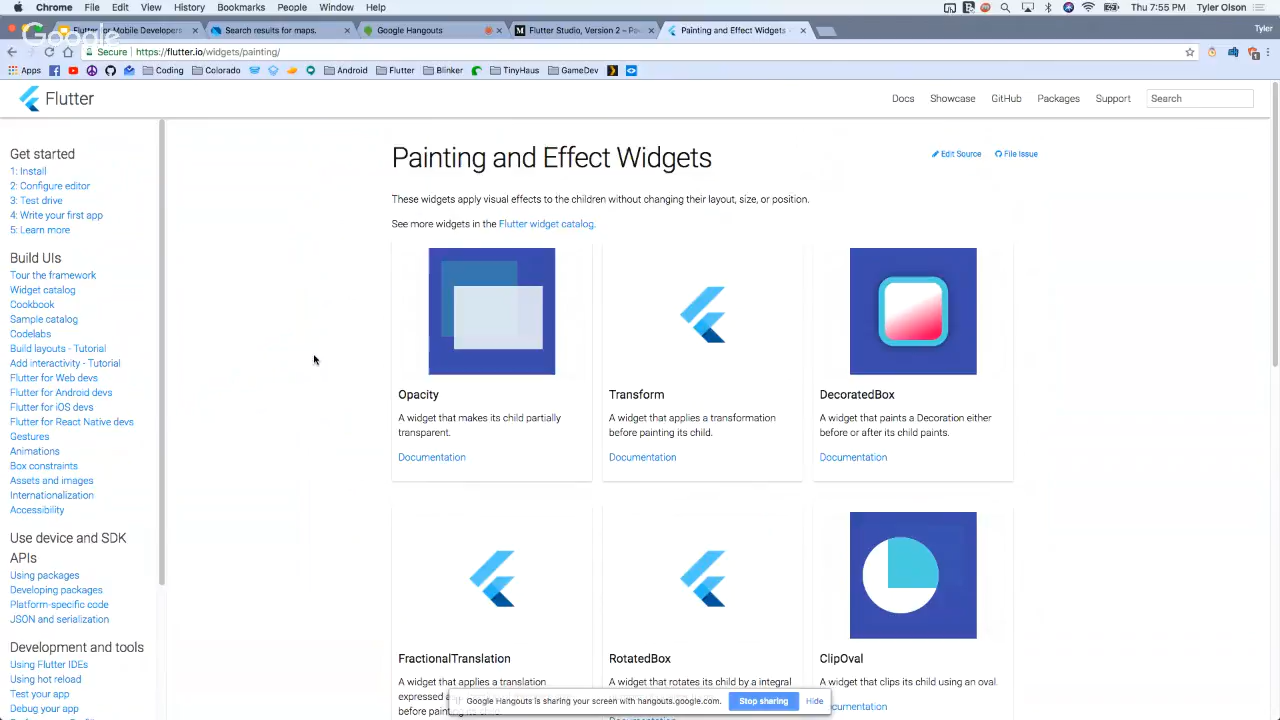 Chrome File Edit View History Bookmarks People Window Help Thu 7:55 PM Tyler Olson
Flutter for Mobile Developers Search results for maps. Google Hangouts Flutter Studio, Version 2 – Painting and Effect Widgets Tyler
Google
Secure https://flutter.io/widgets/painting/
Apps Coding Colorado Android Flutter Blinker TinyHaus GameDev
Flutter
Docs Showcase GitHub Packages Support Search
Get started
1: Install
2: Configure editor
3: Test drive
4: Write your first app
5: Learn more
Build UIs
Tour the framework
Widget catalog
Cookbook
Sample catalog
Codelabs
Build layouts - Tutorial
Add interactivity - Tutorial
Flutter for Web devs
Flutter for Android devs
Flutter for iOS devs
Flutter for React Native devs
Gestures
Animations
Box constraints
Assets and images
Internationalization
Accessibility
Use device and SDK
APIs
Using packages
Developing packages
Platform-specific code
JSON and serialization
Development and tools
Using Flutter IDEs
Using hot reload
Test your app
Debug your app
Painting and Effect Widgets
Edit Source File Issue
These widgets apply visual effects to the children without changing their layout, size, or position.
See more widgets in the Flutter widget catalog.
Opacity
A widget that makes its child partially
transparent.
Documentation
Transform
A widget that applies a transformation
before painting its child.
Documentation
DecoratedBox
A widget that paints a Decoration either
before or after its child paints.
Documentation
FractionalTranslation
A widget that applies a translation
expressed a
before paintin
RotatedBox
A widget that rotates its child by a integral
ClipOval
A widget that clips its child using an oval.
ocumentation
Google Hangouts is sharing your screen with hangouts.google.com. Stop sharing Hide